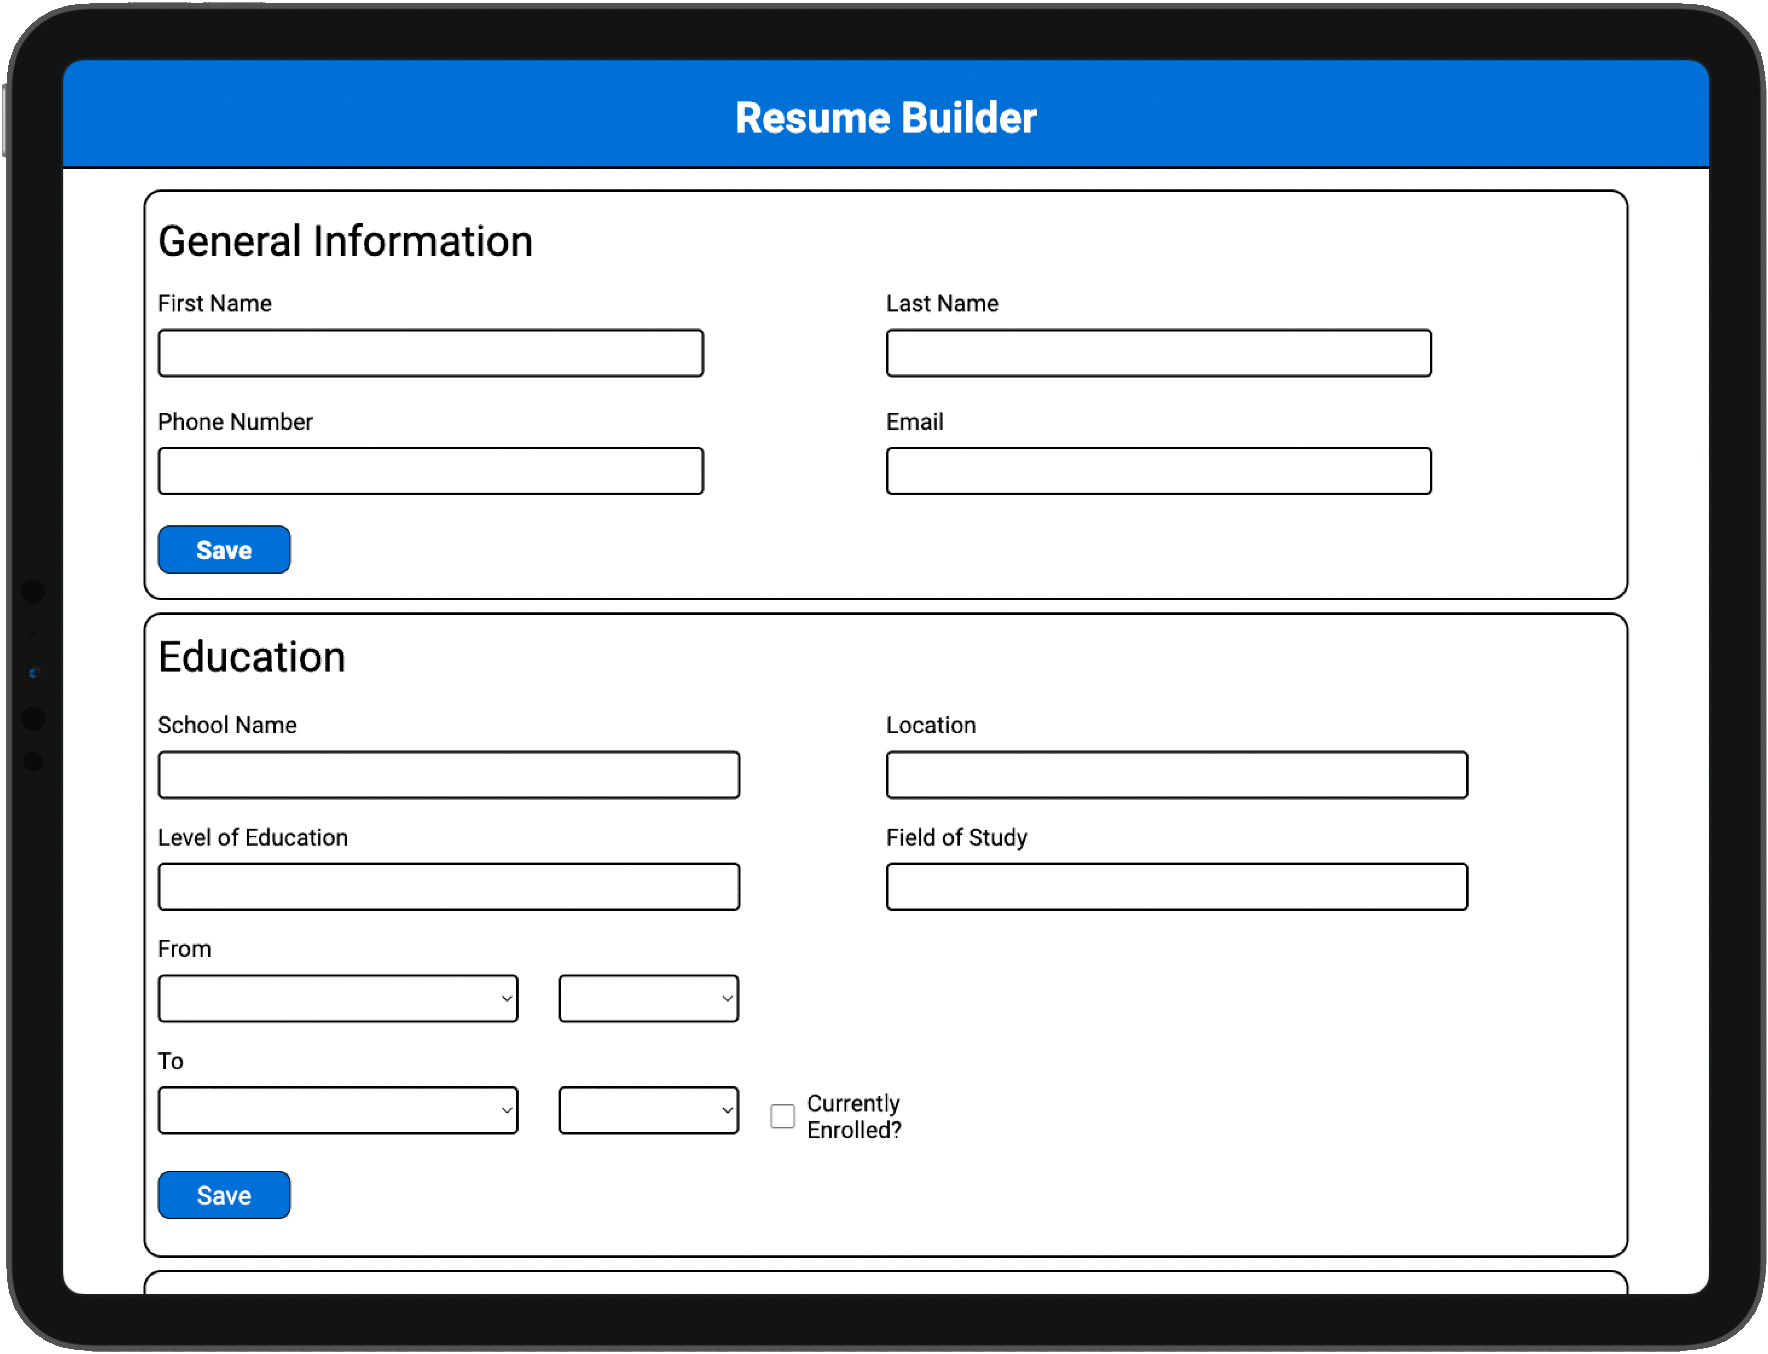 Resume Builder
General Information
First Name
Last Name
Phone Number
Email
Save
Education
School Name
Location
Level of Education
Field of Study
From
To
Currently
Enrolled?
Save